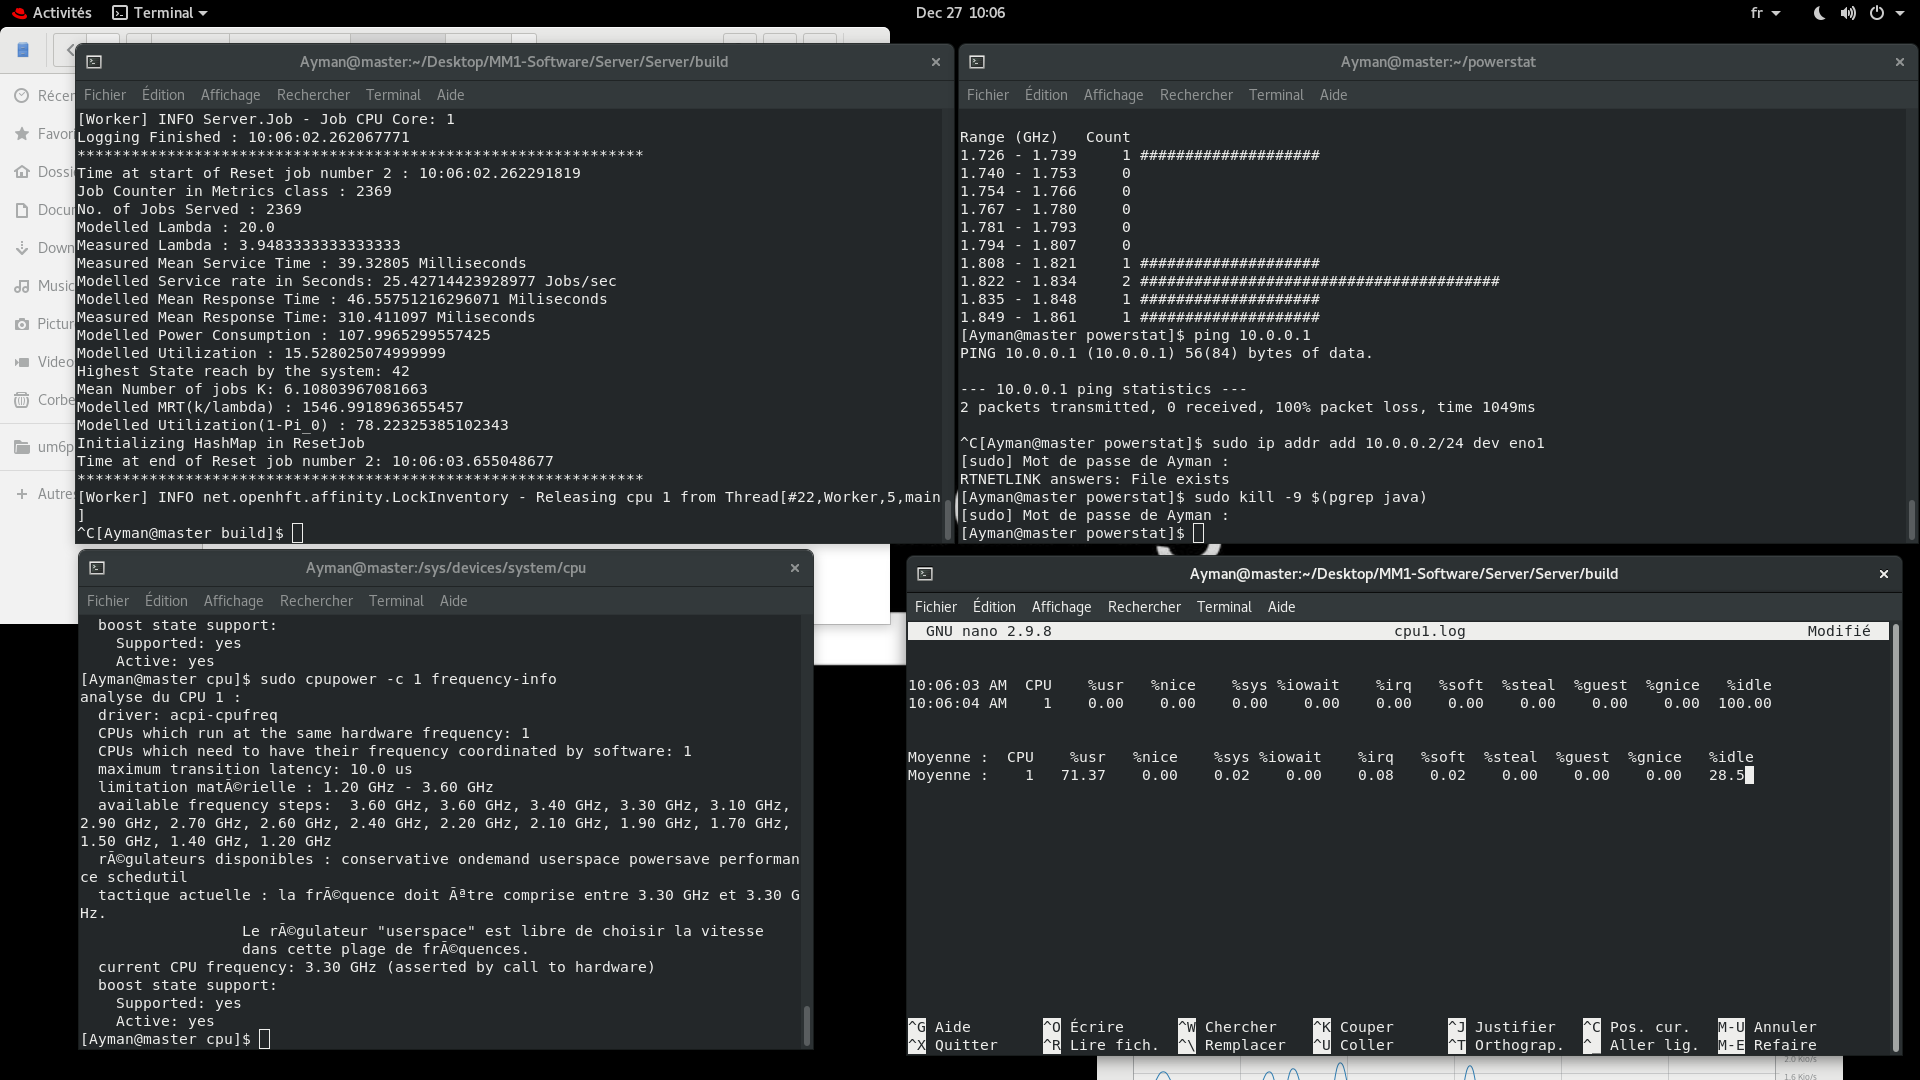 Activités
Terminal
Dec 27 10:06
fr
Récer
Favori
Dossi
Docur
Down
Music
Pictur
Video
Corbe
um6p
Autre
Ayman@master:~/Desktop/MM1-Software/Server/Server/build
Fichier Édition Affichage Rechercher Terminal Aide
[Worker] INFO Server.Job - Job CPU Core: 1
Logging Finished : 10:06:02.262067771
***************************************************************
Time at start of Reset job number 2 : 10:06:02.262291819
Job Counter in Metrics class : 2369
No. of Jobs Served : 2369
Modelled Lambda : 20.0
Measured Lambda : 3.9483333333333333
Measured Mean Service Time : 39.32805 Milliseconds
Modelled Service rate in Seconds: 25.42714423928977 Jobs/sec
Modelled Mean Response Time : 46.55751216296071 Miliseconds
Measured Mean Response Time: 310.411097 Miliseconds
Modelled Power Consumption : 107.9965299557425
Modelled Utilization : 15.528025074999999
Highest State reach by the system: 42
Mean Number of jobs K: 6.10803967081663
Modelled MRT(k/lambda) : 1546.9918963655457
Modelled Utilization(1-Pi_0) : 78.22325385102343
Initializing HashMap in ResetJob
Time at end of Reset job number 2: 10:06:03.655048677
***************************************************************
[Worker] INFO net.openhft.affinity.LockInventory - Releasing cpu 1 from Thread[#22,Worker,5,main
]
^C[Ayman@master build]$
Ayman@master:~/powerstat
Fichier Édition Affichage Rechercher Terminal Aide
Range (GHz) Count
1.726 - 1.739 1 ####################
1.740 - 1.753 0
1.754 - 1.766 0
1.767 - 1.780 0
1.781 - 1.793 0
1.794 - 1.807 0
1.808 - 1.821 1 ####################
1.822 - 1.834 2 ########################################
1.835 - 1.848 1 ####################
1.849 - 1.861 1 ####################
[Ayman@master powerstat]$ ping 10.0.0.1
PING 10.0.0.1 (10.0.0.1) 56(84) bytes of data.
--- 10.0.0.1 ping statistics ---
2 packets transmitted, 0 received, 100% packet loss, time 1049ms
^C[Ayman@master powerstat]$ sudo ip addr add 10.0.0.2/24 dev eno1
[sudo] Mot de passe de Ayman :
RTNETLINK answers: File exists
[Ayman@master powerstat]$ sudo kill -9 $(pgrep java)
[sudo] Mot de passe de Ayman :
[Ayman@master powerstat]$
Ayman@master:/sys/devices/system/cpu
Fichier Édition Affichage Rechercher Terminal Aide
boost state support:
Supported: yes
Active: yes
[Ayman@master cpu]$ sudo cpupower -c 1 frequency-info
analyse du CPU 1 :
driver: acpi-cpufreq
CPUs which run at the same hardware frequency: 1
CPUs which need to have their frequency coordinated by software: 1
maximum transition latency: 10.0 us
limitation matÃ©rielle : 1.20 GHz - 3.60 GHz
available frequency steps: 3.60 GHz, 3.60 GHz, 3.40 GHz, 3.30 GHz, 3.10 GHz,
2.90 GHz, 2.70 GHz, 2.60 GHz, 2.40 GHz, 2.20 GHz, 2.10 GHz, 1.90 GHz, 1.70 GHz,
1.50 GHz, 1.40 GHz, 1.20 GHz
rÃ©gulateurs disponibles : conservative ondemand userspace powersave performan
ce schedutil
tactique actuelle : la frÃ©quence doit Ãªtre comprise entre 3.30 GHz et 3.30 G
Hz.
Le rÃ©gulateur "userspace" est libre de choisir la vitesse
dans cette plage de frÃ©quences.
current CPU frequency: 3.30 GHz (asserted by call to hardware)
boost state support:
Supported: yes
Active: yes
[Ayman@master cpu]$
Ayman@master:~/Desktop/MM1-Software/Server/Server/build
Fichier Édition Affichage Rechercher Terminal Aide
GNU nano 2.9.8 cpu1.log Modifié
10:06:03 AM CPU %usr %nice %sys %iowait %irq %soft %steal %guest %gnice %idle
10:06:04 AM 1 0.00 0.00 0.00 0.00 0.00 0.00 0.00 0.00 0.00 100.00
Moyenne : CPU %usr %nice %sys %iowait %irq %soft %steal %guest %gnice %idle
Moyenne : 1 71.37 0.00 0.02 0.00 0.08 0.02 0.00 0.00 0.00 28.5
^G Aide ^O Écrire ^W Chercher ^K Couper ^J Justifier ^C Pos. cur. M-U Annuler
^X Quitter ^R Lire fich. ^\ Remplacer ^U Coller ^T Orthograp. ^_ Aller lig. M-E Refaire
2.0 Kio/s
1.6 Kio/s